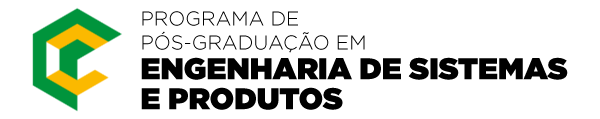 PROGRAMA DE
PÓS-GRADUAÇÃO EM
ENGENHARIA DE SISTEMAS
E PRODUTOS